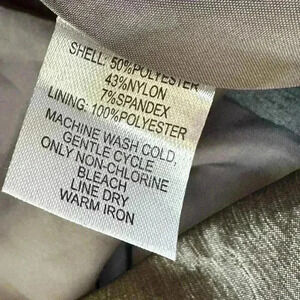 SHELL: 50%POLYESTER
43%NYLON
7%SPANDEX
LINING: 100%POLYESTER
MACHINE WASH COLD,
GENTLE CYCLE
ONLY NON-CHLORINE
BLEACH
LINE DRY
WARM IRON